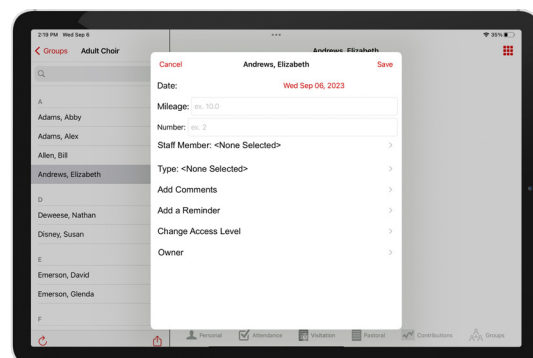 2:19 PM Wed Sep 6
35%
Groups
Adult Choir
Andrews, Elizabeth
A
Adams, Abby
Adams, Alex
Allen, Bill
Andrews, Elizabeth
D
Deweese, Nathan
Disney, Susan
E
Emerson, David
Emerson, Glenda
F
Cancel Andrews, Elizabeth Save
Date: Wed Sep 06, 2023
Mileage: ex. 10.0
Number: ex. 2
Staff Member: <None Selected>
Type: <None Selected>
Add Comments
Add a Reminder
Change Access Level
Owner
Personal Attendance Visitation Pastoral Contributions Groups